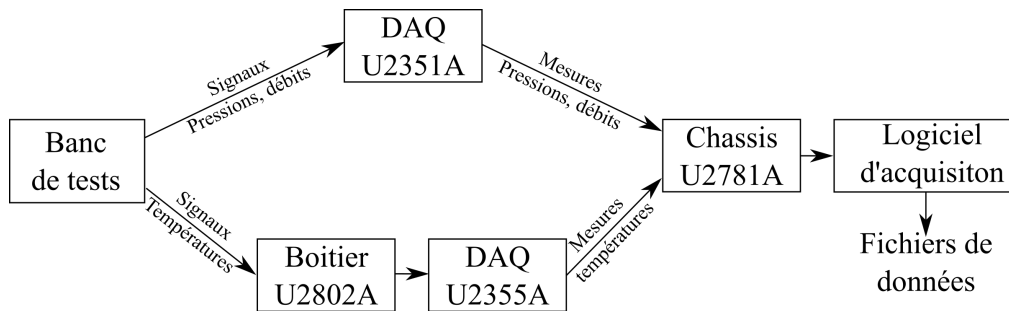 DAQ
U2351A
Signaux
Pressions, débits
Mesures
Pressions, débits
Banc
de tests
Chassis
U2781A
Logiciel
d'acquisiton
Signaux
Températures
Boitier
U2802A
DAQ
U2355A
Mesures
températures
Fichiers de
données